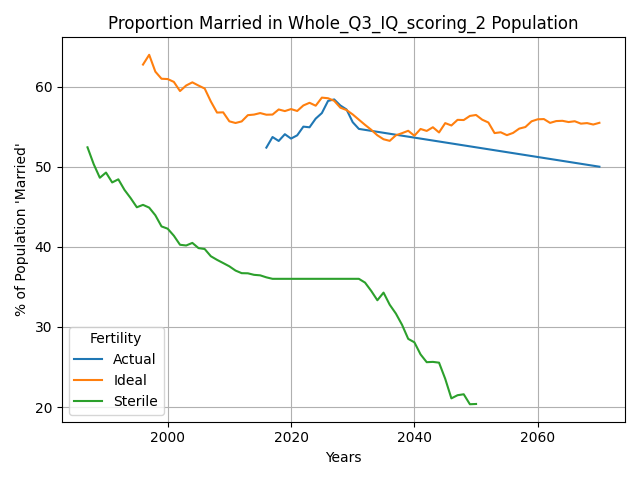 Proportion Married in Whole_Q3_IQ_scoring_2 Population
% of Population 'Married'
60
50
40
30
20
Fertility
Actual
Ideal
Sterile
2000
2020
2040
2060
Years